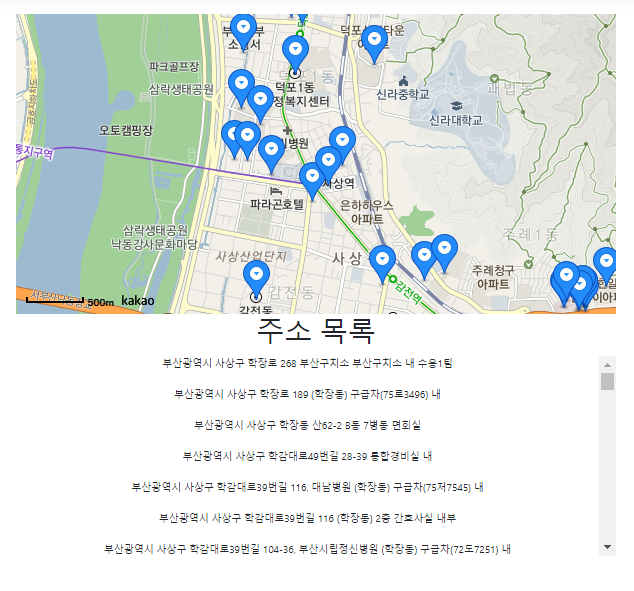 덕포
타운
아파트
소방서
파크골프장
삼락생태공원
덕포1동
행정복지센터
신라중학교
괘법동
신라대학교
오토캠핑장
병원
사상역
파라곤호텔
은하하우스
아파트
삼락생태공원
낙동강사문화마당
사상산업단지
사상
주례1동
감전동
감전역
주례청구
아파트
500m kakao
주소 목록
부산광역시 사상구 학장로 268 부산구치소 부산구치소 내 수용1팀
부산광역시 사상구 학장로 189 (학장동) 구급차(75로3496) 내
부산광역시 사상구 학장동 산62-2 B동 7병동 면회실
부산광역시 사상구 학감대로49번길 28-39 통합경비실 내
부산광역시 사상구 학감대로39번길 116, 대남병원 (학장동) 구급차(75저7545) 내
부산광역시 사상구 학감대로39번길 116 (학장동) 2층 간호사실 내부
부산광역시 사상구 학감대로39번길 104-36, 부산시립정신병원 (학장동) 구급차(72도7251) 내